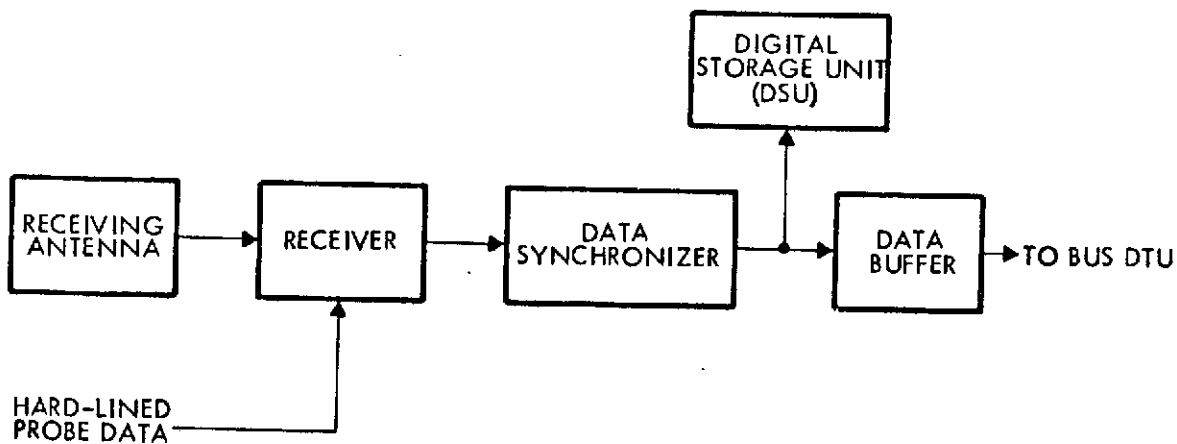 DIGITAL
STORAGE UNIT
(DSU)
RECEIVING
ANTENNA
RECEIVER
DATA
SYNCHRONIZER
DATA
BUFFER
TO BUS DTU
HARD-LINED
PROBE DATA